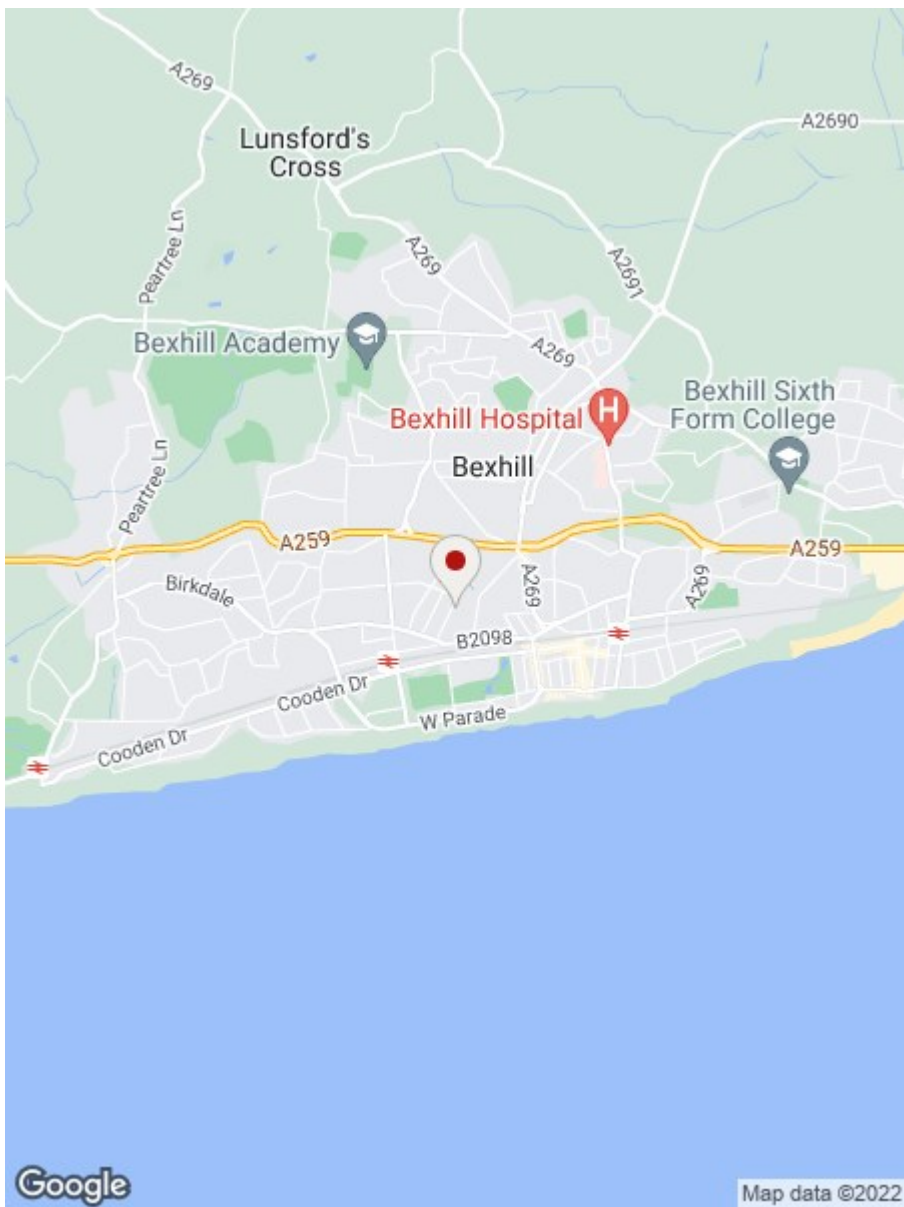 A269
A2690
Lunsford's
Cross
Peartree Ln
A269
A2691
Bexhill Academy
A269
Bexhill Sixth
Form College
Bexhill Hospital
H
Bexhill
Peartree Ln
A259
A259
Birkdale
A269
A269
B2098
Cooden Dr
W Parade
Cooden Dr
Google
Map data ©2022